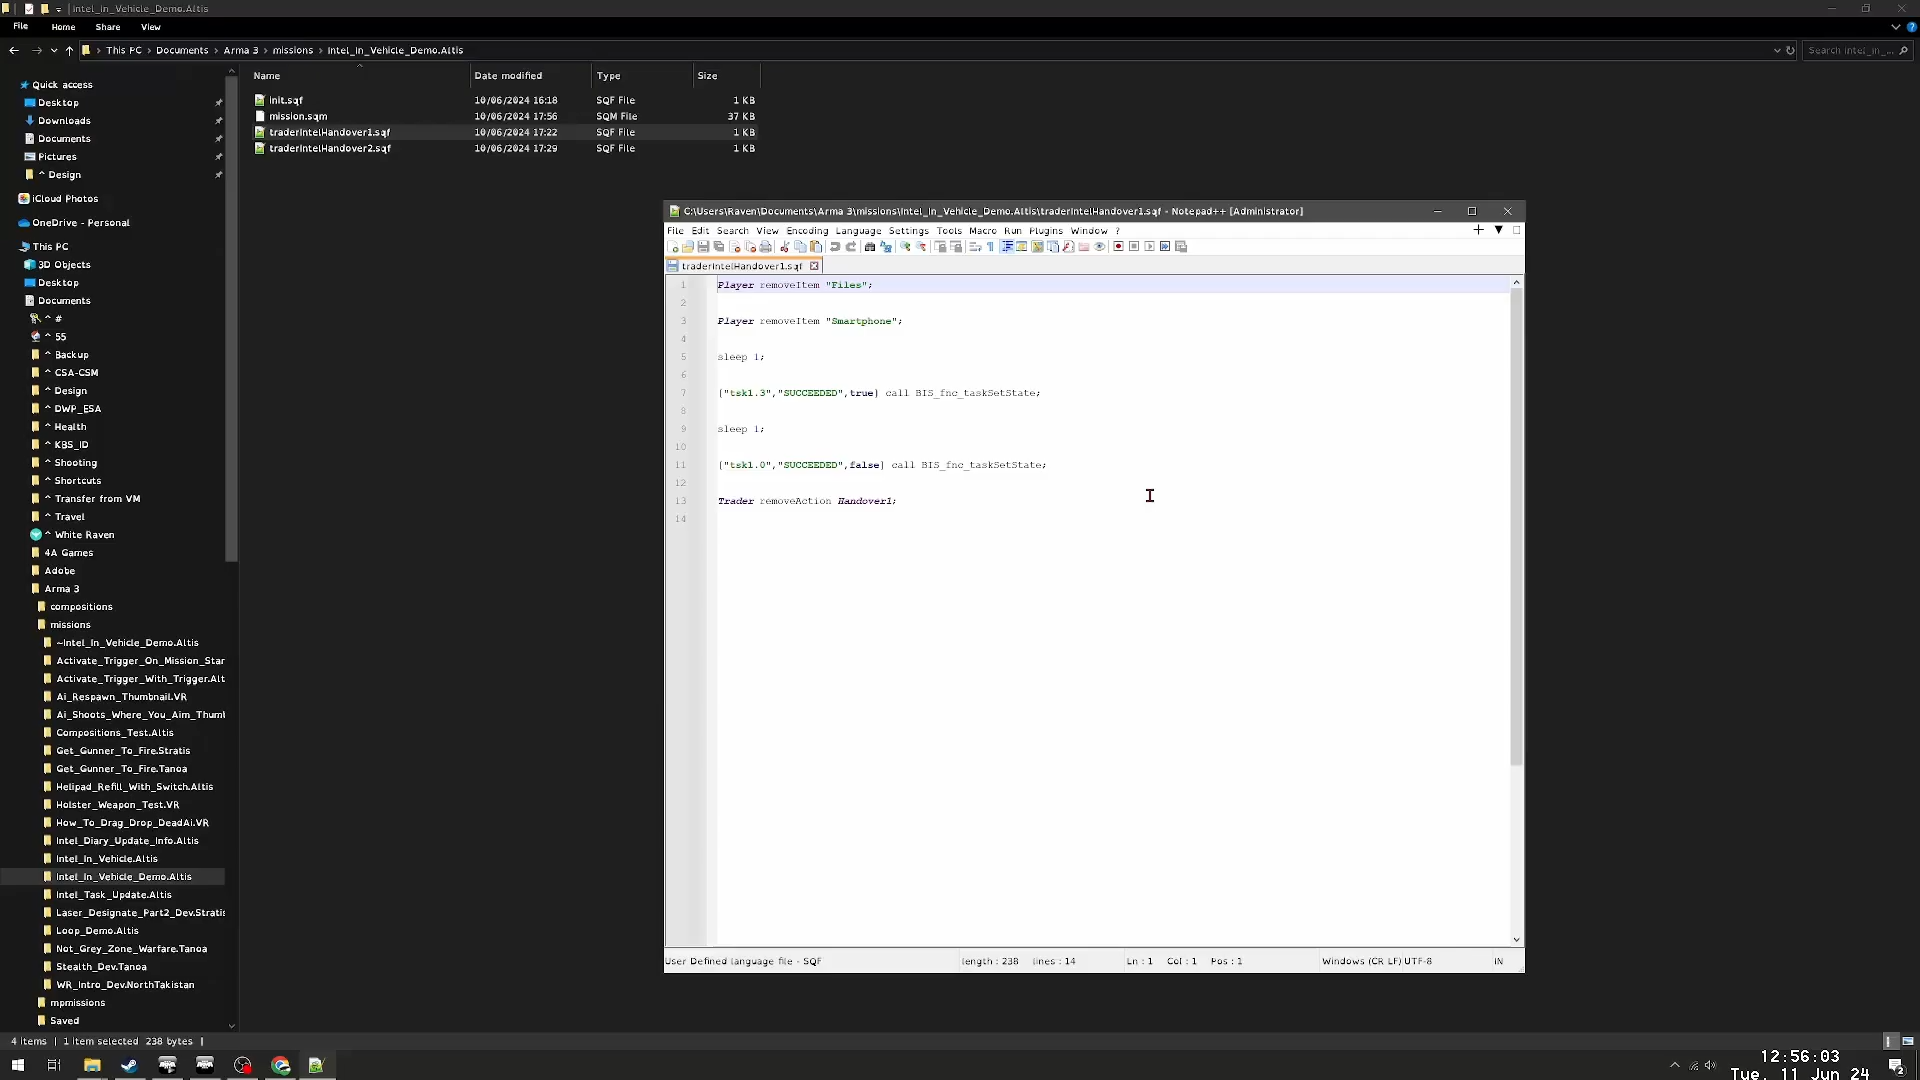 Intel_In_Vehicle_Demo.Altis
File Home Share View
This PC > Documents > Arma 3 > missions > Intel_In_Vehicle_Demo.Altis
Search Intel_In_...
Name Date modified Type Size
init.sqf 10/06/2024 16:18 SQF File 1 KB
mission.sqm 10/06/2024 17:56 SQM File 37 KB
traderIntelHandover1.sqf 10/06/2024 17:22 SQF File 1 KB
traderIntelHandover2.sqf 10/06/2024 17:29 SQF File 1 KB
Quick access
Desktop
Downloads
Documents
Pictures
^ Design
iCloud Photos
OneDrive - Personal
This PC
3D Objects
Desktop
Documents
^ #
^ 55
^ Backup
^ CSA-CSM
^ Design
^ DWP_ESA
^ Health
^ KBS_ID
^ Shooting
^ Shortcuts
^ Transfer from VM
^ Travel
^ White Raven
4A Games
Adobe
Arma 3
compositions
missions
~Intel_In_Vehicle_Demo.Altis
Activate_Trigger_On_Mission_Star
Activate_Trigger_With_Trigger.Alt
Ai_Respawn_Thumbnail.VR
Ai_Shoots_Where_You_Aim_Thuml
Compositions_Test.Altis
Get_Gunner_To_Fire.Stratis
Get_Gunner_To_Fire.Tanoa
Helipad_Refill_With_Switch.Altis
Holster_Weapon_Test.VR
How_To_Drag_Drop_DeadAi.VR
Intel_Diary_Update_Info.Altis
Intel_In_Vehicle.Altis
Intel_In_Vehicle_Demo.Altis
Intel_Task_Update.Altis
Laser_Designate_Part2_Dev.Stratis
Loop_Demo.Altis
Not_Grey_Zone_Warfare.Tanoa
Stealth_Dev.Tanoa
WR_Intro_Dev.NorthTakistan
mpmissions
Saved
C:\Users\Raven\Documents\Arma 3\missions\Intel_In_Vehicle_Demo.Altis\traderIntelHandover1.sqf - Notepad++ [Administrator]
File Edit Search View Encoding Language Settings Tools Macro Run Plugins Window ?
traderIntelHandover1.sqf
1 Player removeItem "Files";
2
3 Player removeItem "Smartphone";
4
5 sleep 1;
6
7 ["tsk1.3","SUCCEEDED",true] call BIS_fnc_taskSetState;
8
9 sleep 1;
10
11 ["tsk1.0","SUCCEEDED",false] call BIS_fnc_taskSetState;
12
13 Trader removeAction Handover1;
14
User Defined language file - SQF length : 238 lines : 14 Ln : 1 Col : 1 Pos : 1 Windows (CR LF) UTF-8 IN
4 items 1 item selected 238 bytes
12:56:03
Tue, 11 Jun 24
2